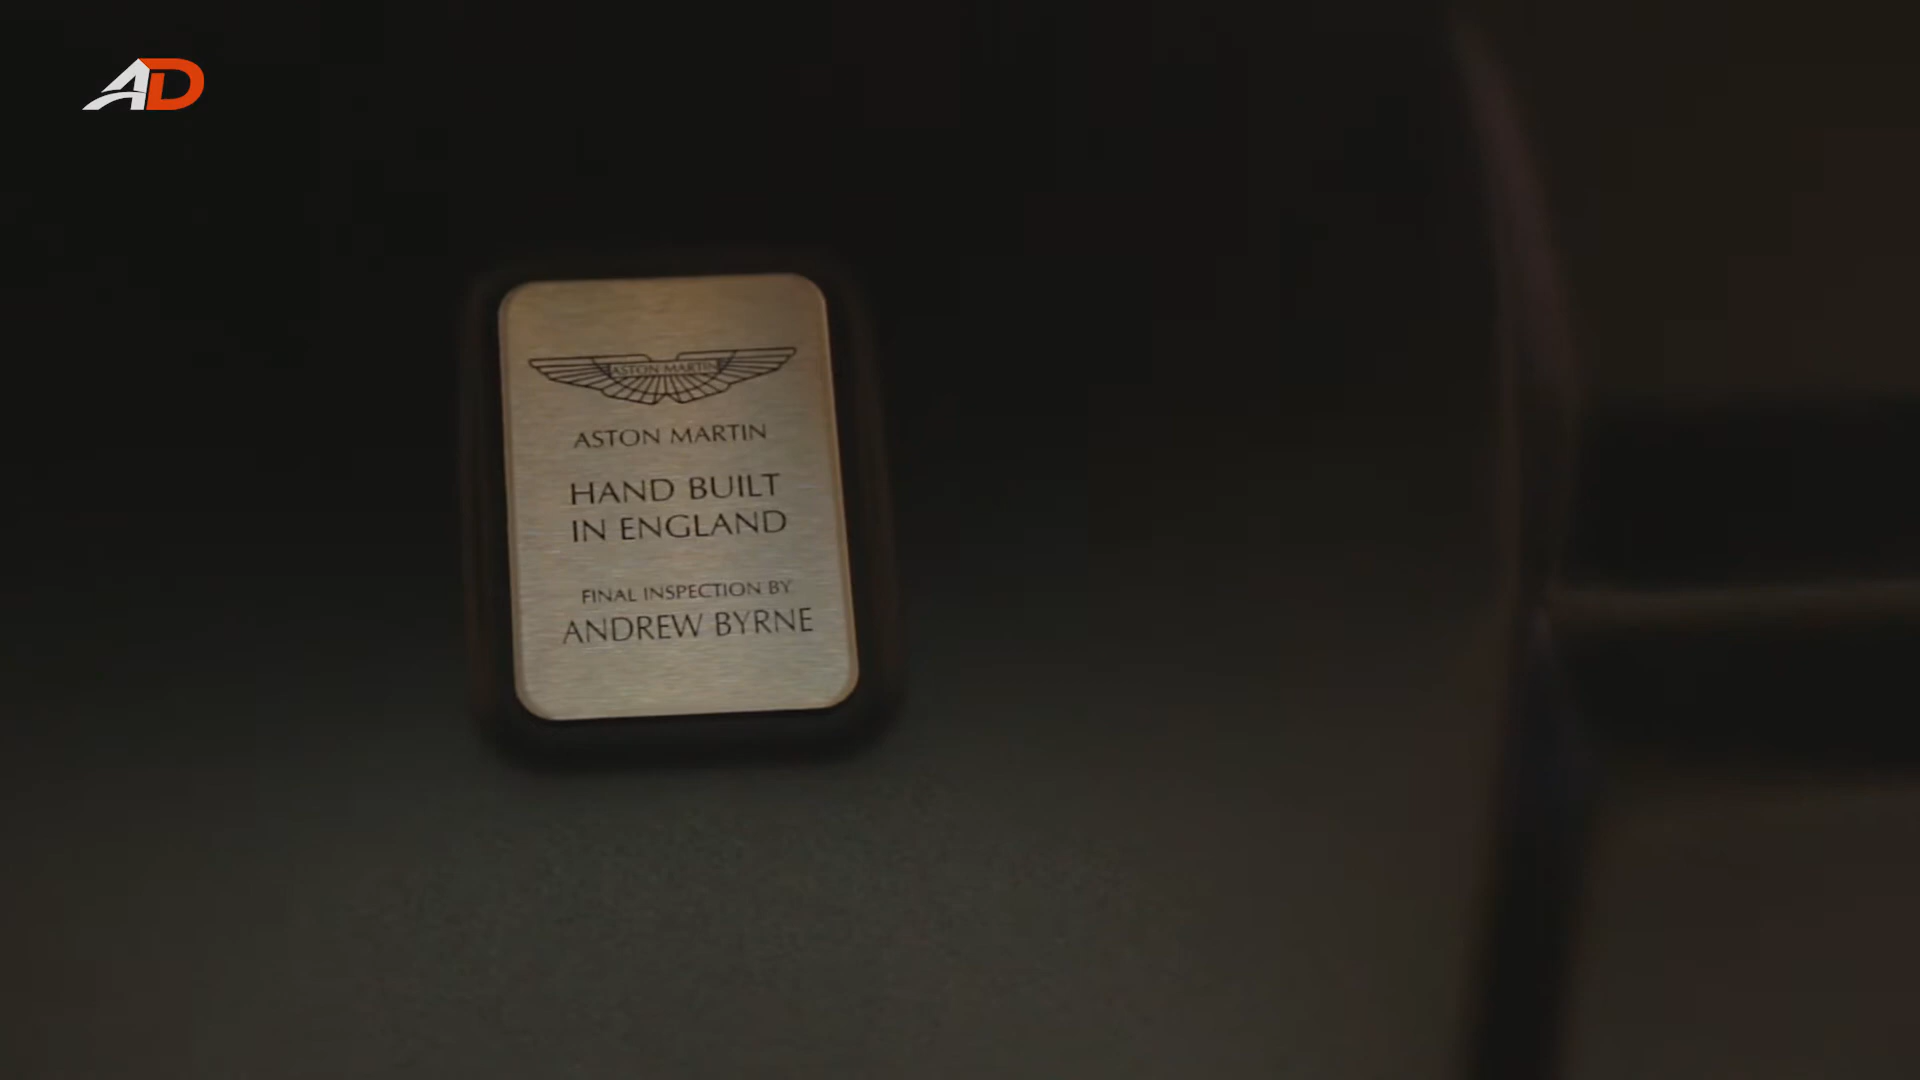 AD
ASTON MARTIN
ASTON MARTIN
HAND BUILT
IN ENGLAND
FINAL INSPECTION BY
ANDREW BYRNE